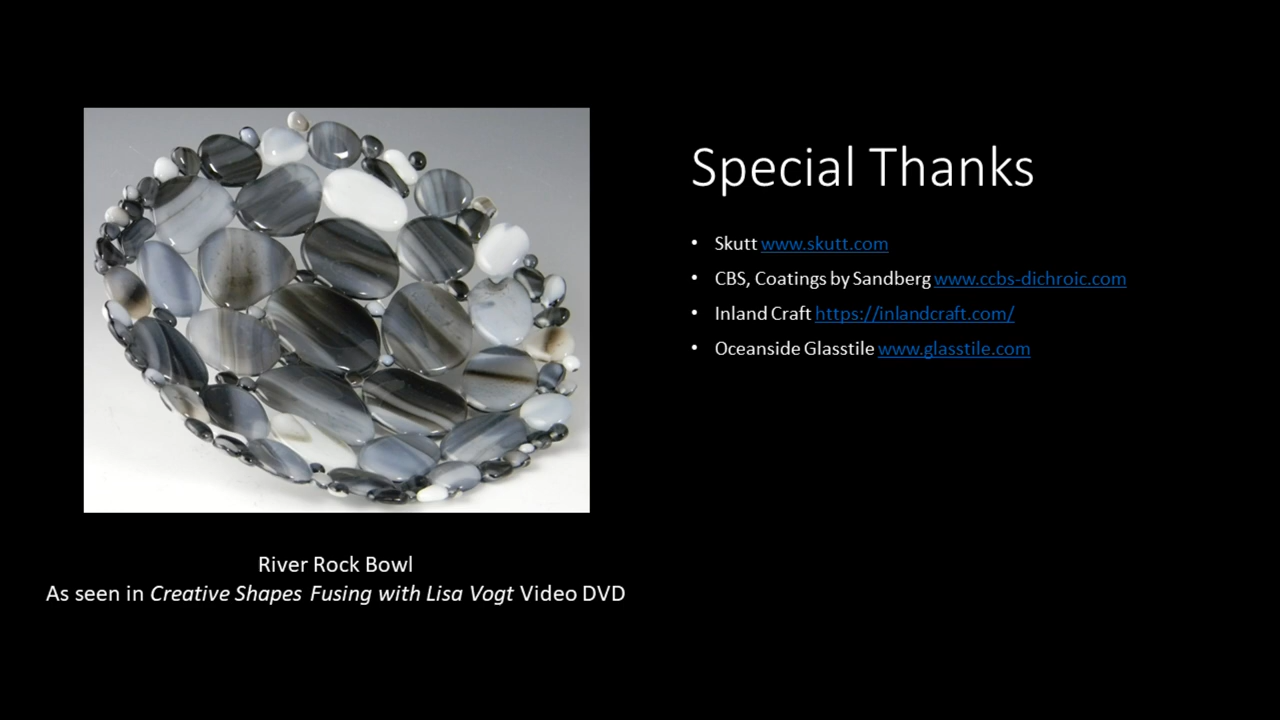 Special Thanks
• Skutt www.skutt.com
• CBS, Coatings by Sandberg www.ccbs-dichroic.com
• Inland Craft https://inlandcraft.com/
• Oceanside Glasstile www.glasstile.com
River Rock Bowl
As seen in Creative Shapes Fusing with Lisa Vogt Video DVD